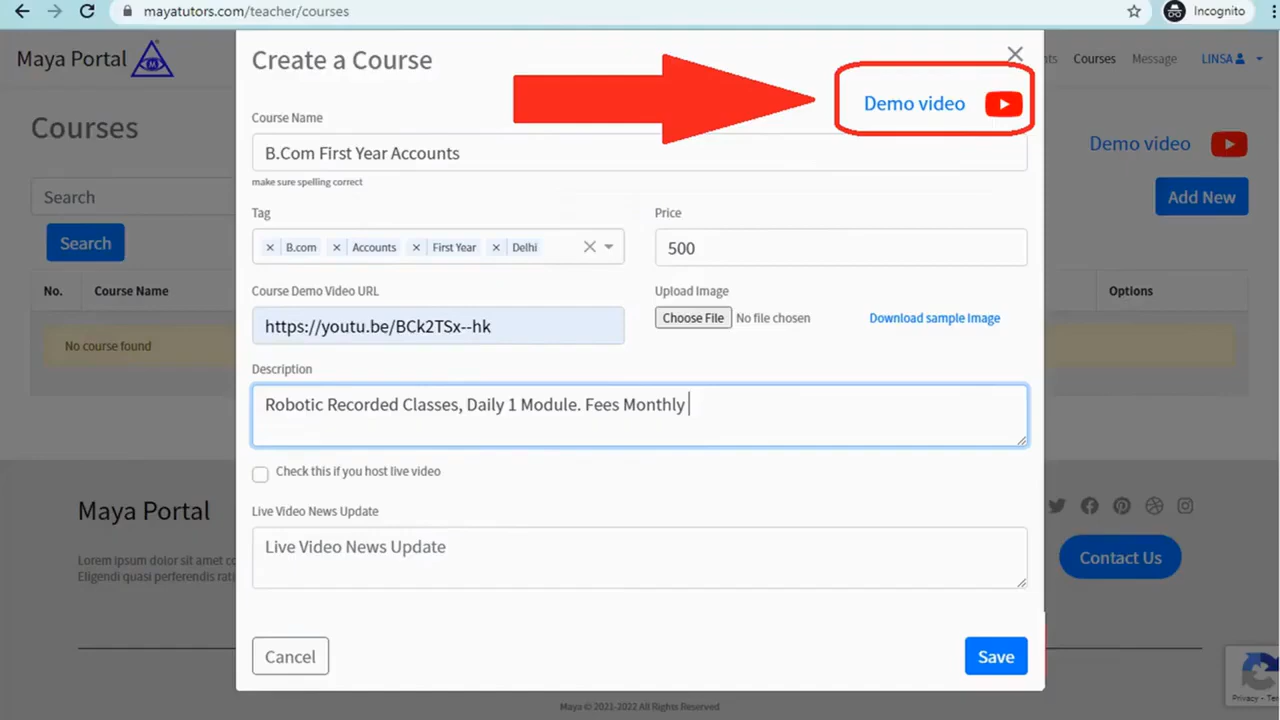 mayatutors.com/teacher/courses
Incognito
Maya Portal
M
Create a Course
nts
Courses
Message
LINSA
Demo video
Courses
Demo video
Course Name
B.Com First Year Accounts
make sure spelling correct
Search
Add New
Tag
Price
× B.com × Accounts × First Year × Delhi
500
Search
Course Demo Video URL
Upload Image
No.
Course Name
Options
https://youtu.be/BCk2TSx--hk
Choose File No file chosen
Download sample Image
No course found
Description
Robotic Recorded Classes, Daily 1 Module. Fees Monthly
Check this if you host live video
Maya Portal
Live Video News Update
Live Video News Update
Lorem ipsum dolor sit amet co
Eligendi quasi perferendis rati
Contact Us
Cancel
Save
Privacy - Te
Maya © 2021-2022 All Rights Reserved